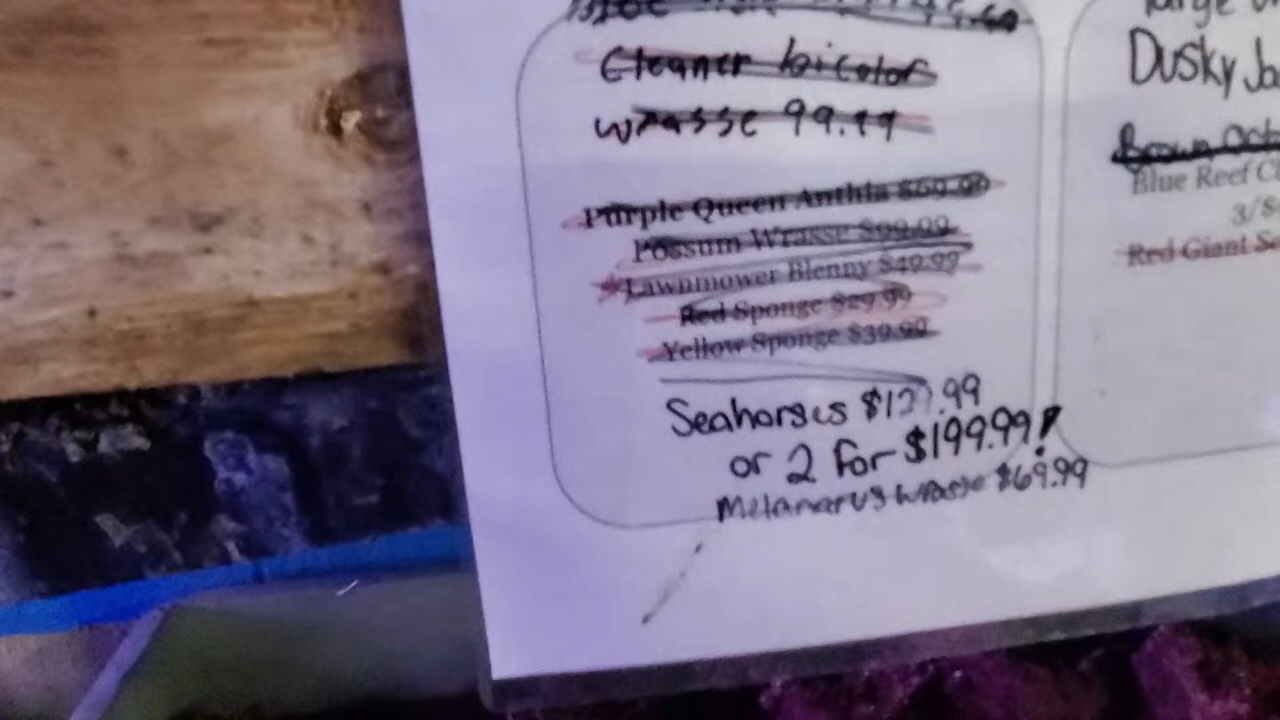 Cleaner bicolor
wrasse 99.99
Purple Queen Anthia $69.99
Possum Wrasse $99.99
Lawnmower Blenny $49.99
Red Sponge $29.99
Yellow Sponge $39.99
Seahorses
or 2 for $199.99!
Melanarus wrasse $69.99
Dusky
Brown
Blue Reef
Red Giant